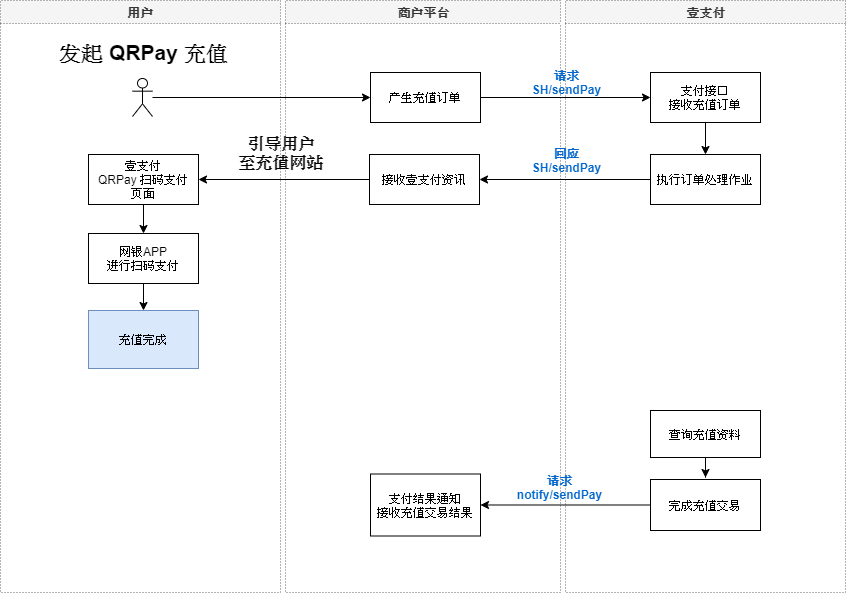 用户
商户平台
壹支付
发起 QRPay 充值
产生充值订单
请求
SH/sendPay
支付接口
接收充值订单
引导用户
至充值网站
壹支付
QRPay 扫码支付
页面
接收壹支付资讯
回应
SH/sendPay
执行订单处理作业
网银APP
进行扫码支付
充值完成
查询充值资料
支付结果通知
接收充值交易结果
请求
notify/sendPay
完成充值交易